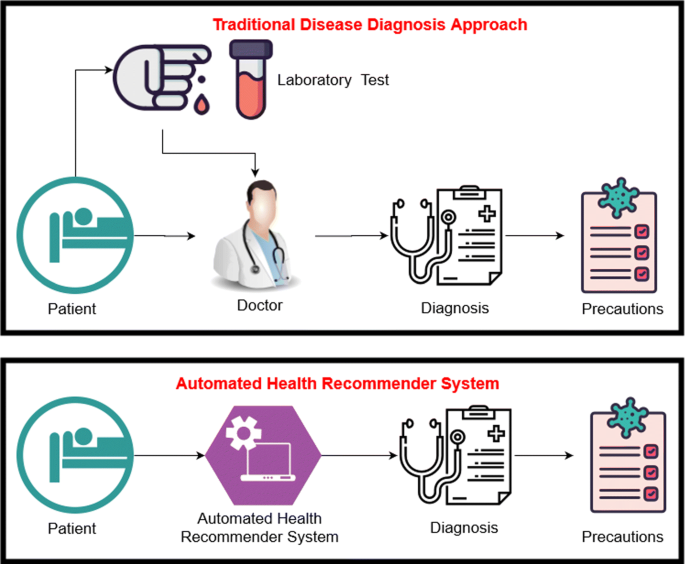 Traditional Disease Diagnosis Approach
Laboratory Test
Patient
Doctor
Diagnosis
Precautions
Automated Health Recommender System
Patient
Automated Health
Recommender System
Diagnosis
Precautions